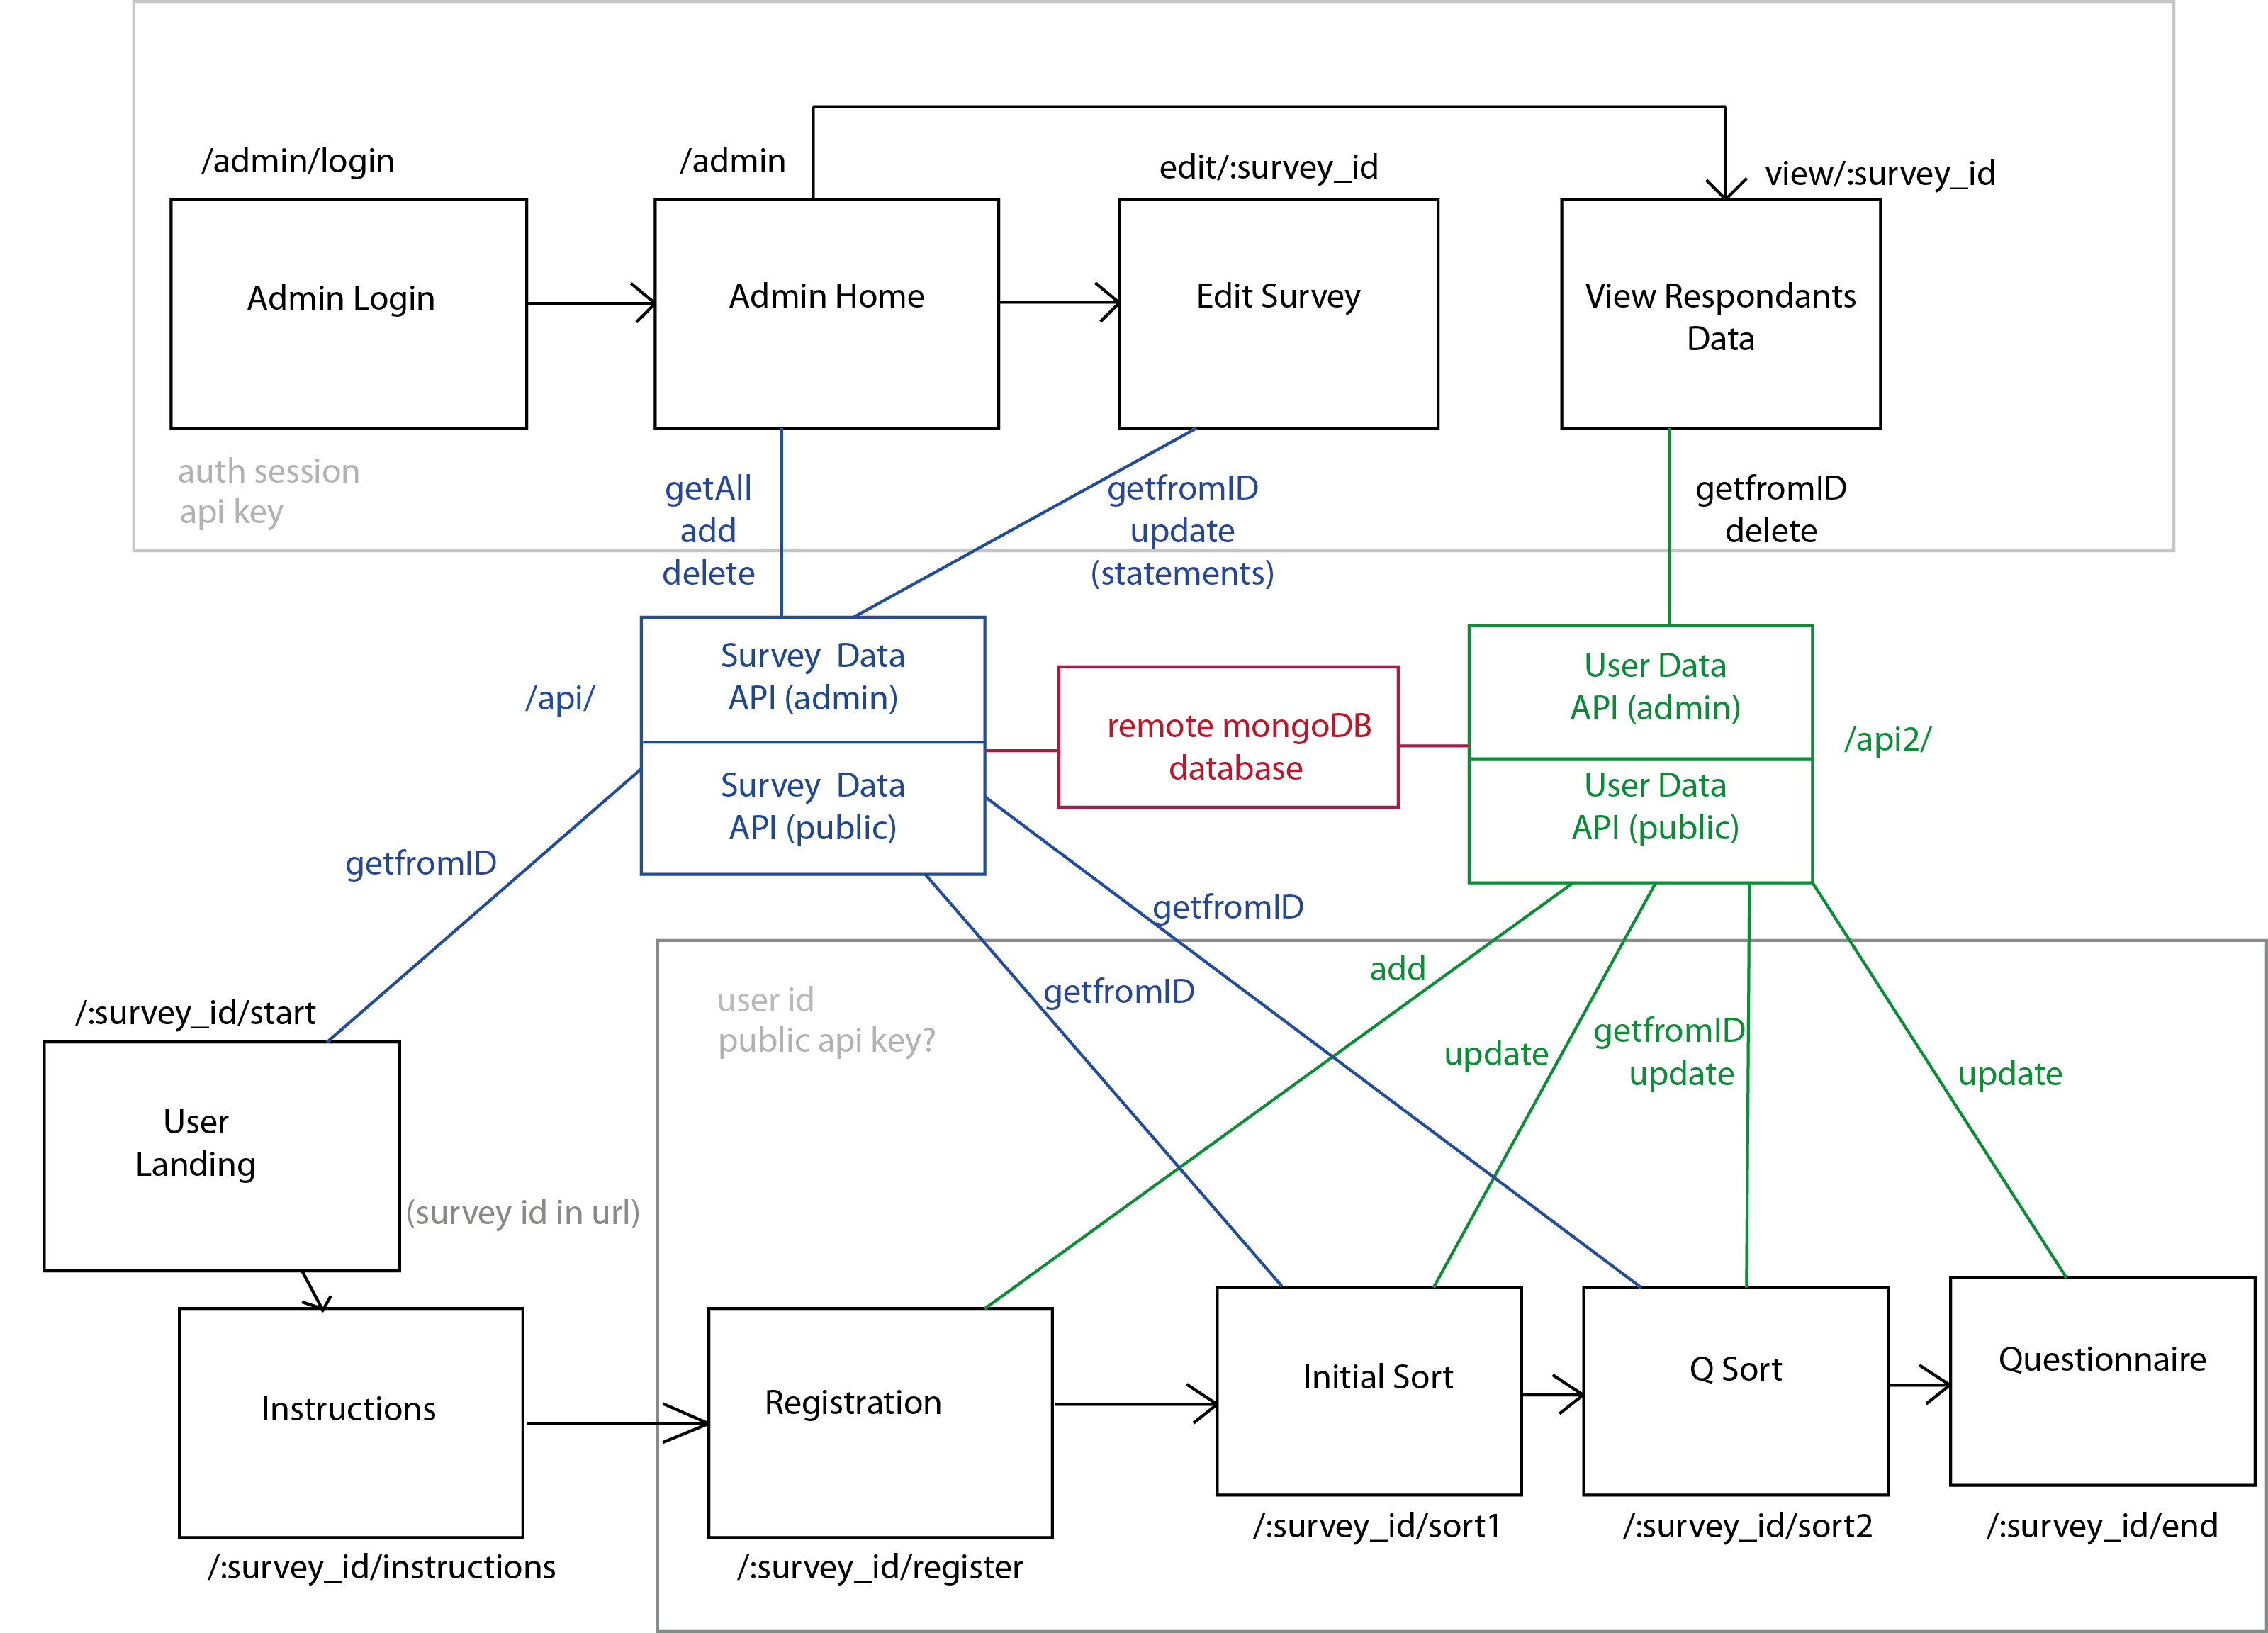 /admin/login
/admin
edit/:survey_id
view/:survey_id
Admin Login
Admin Home
Edit Survey
View Respondants
Data
auth session
api key
getAll
add
delete
getfromID
update
(statements)
getfromID
delete
/api/
Survey Data
API (admin)
Survey Data
API (public)
remote mongoDB
database
User Data
API (admin)
User Data
API (public)
/api2/
getfromID
getfromID
getfromID
add
update
getfromID
update
update
user id
public api key?
/:survey_id/start
User
Landing
(survey id in url)
Instructions
/:survey_id/instructions
Registration
/:survey_id/register
Initial Sort
/:survey_id/sort1
Q Sort
/:survey_id/sort2
Questionnaire
/:survey_id/end